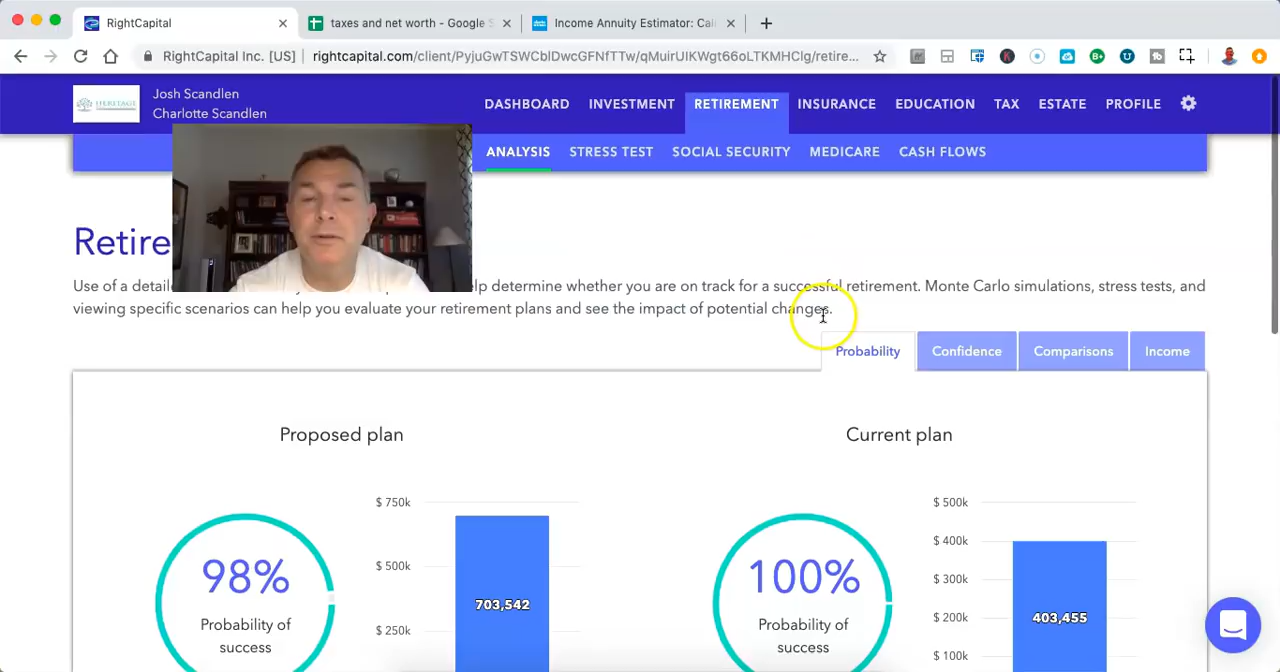 RightCapital
taxes and net worth - Google S
Income Annuity Estimator: Cal
RightCapital Inc. [US]
rightcapital.com/client/PyjuGwTSWCblDwcGFNfTTw/qMuirUIKWgt66oLTKMHClg/retire...
HERITAGE
Josh Scandlen
Charlotte Scandlen
DASHBOARD INVESTMENT RETIREMENT INSURANCE EDUCATION TAX ESTATE PROFILE
ANALYSIS STRESS TEST SOCIAL SECURITY MEDICARE CASH FLOWS
Retire
Use of a detaile
elp determine whether you are on track for a successful retirement. Monte Carlo simulations, stress tests, and
viewing specific scenarios can help you evaluate your retirement plans and see the impact of potential changes.
Probability Confidence Comparisons Income
Proposed plan
Current plan
98%
Probability of
success
$ 750k
$ 500k
$ 250k
703,542
100%
Probability of
success
$ 500k
$ 400k
$ 300k
$ 200k
$ 100k
403,455